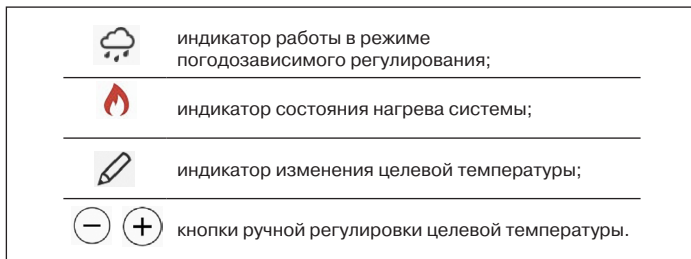 индикатор работы в режиме
погодозависимого регулирования;
индикатор состояния нагрева системы;
индикатор изменения целевой температуры;
кнопки ручной регулировки целевой температуры.